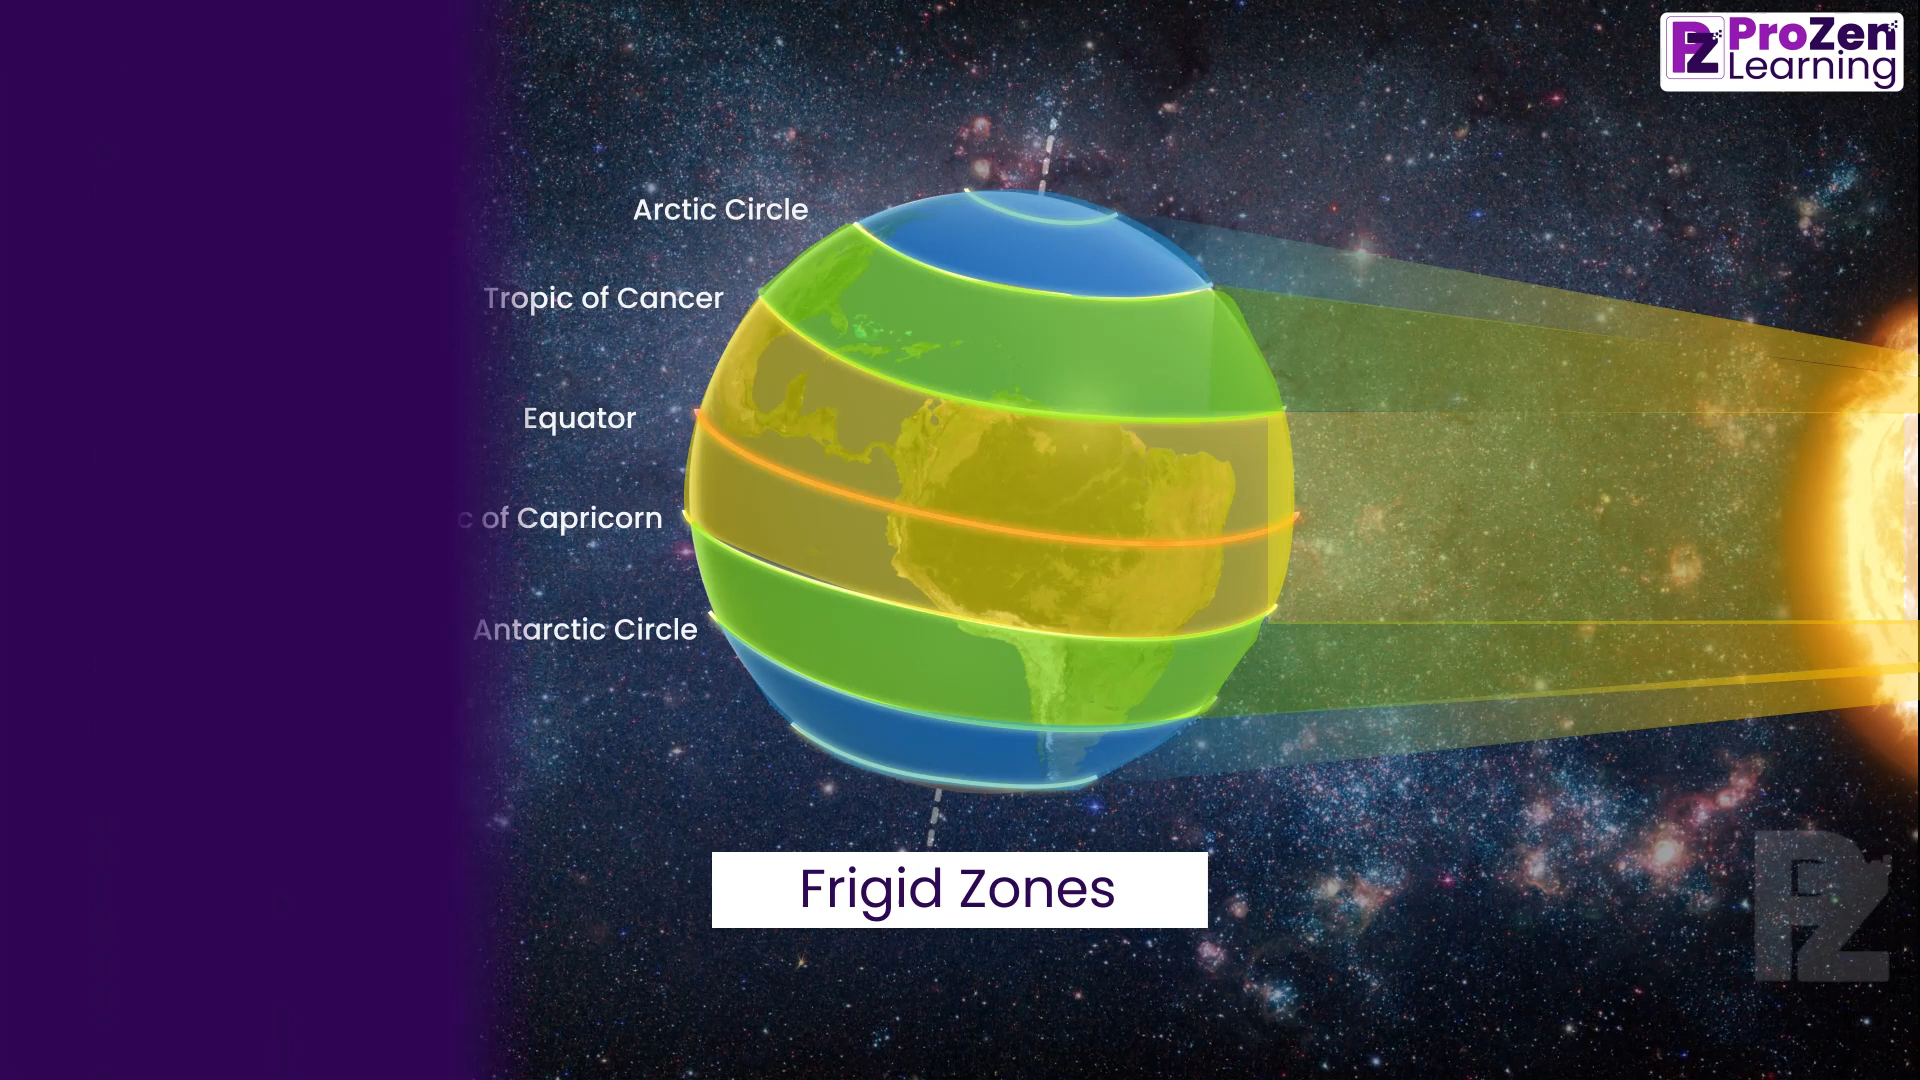 ProZen
Learning
Arctic Circle
Tropic of Cancer
Equator
c of Capricorn
Antarctic Circle
Frigid Zones